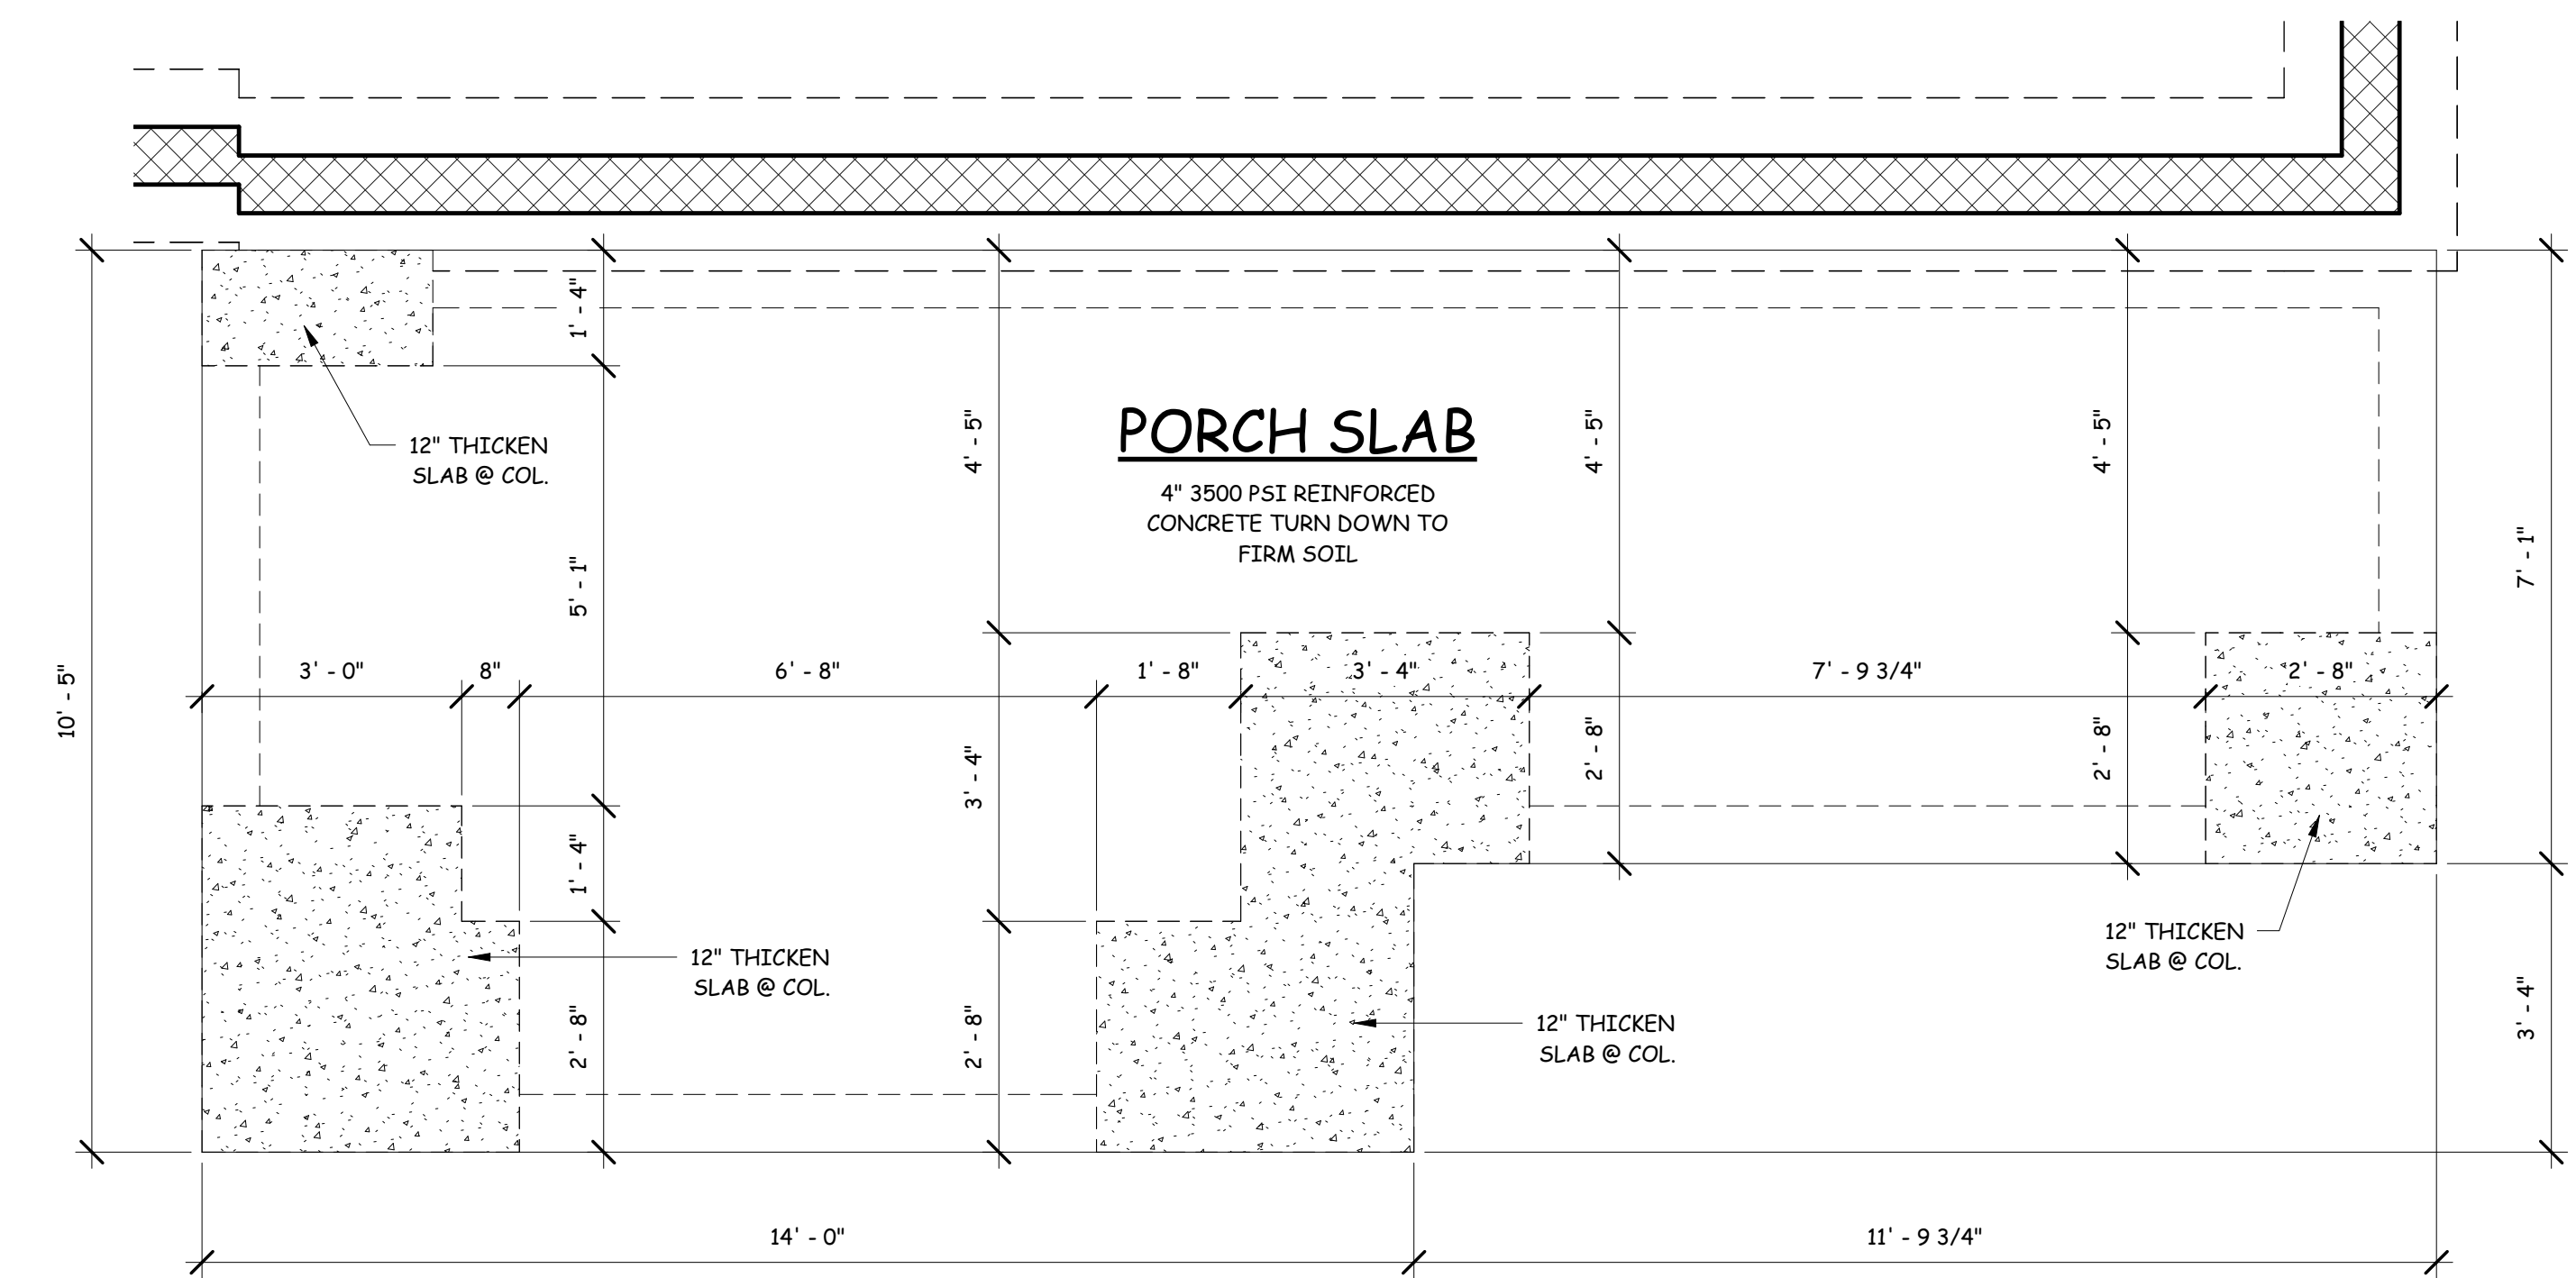 1' - 4"
12" THICKEN
SLAB @ COL.
4' - 5"
PORCH SLAB
4" 3500 PSI REINFORCED
CONCRETE TURN DOWN TO
FIRM SOIL
4' - 5"
4' - 5"
7' - 1"
5' - 1"
10' - 5"
3' - 0"
8"
6' - 8"
1' - 8"
3' - 4"
7' - 9 3/4"
2' - 8"
3' - 4"
2' - 8"
2' - 8"
1' - 4"
12" THICKEN
SLAB @ COL.
12" THICKEN
SLAB @ COL.
2' - 8"
2' - 8"
12" THICKEN
SLAB @ COL.
3' - 4"
14' - 0"
11' - 9 3/4"